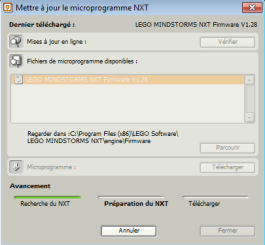 Mettre à jour le microprogramme NXT
Dernier téléchargé : LEGO MINDSTORMS NXT Firmware V1.28
Mises à jour en ligne : Vérifier
Fichiers de microprogramme disponibles :
LEGO MINDSTORMS NXT Firmware V1.28
Regarder dans :C:\Program Files (x86)\LEGO Software\
LEGO MINDSTORMS NXT\engine\Firmware
Parcourir
Microprogramme : Télécharger
Avancement
Recherche du NXT Préparation du NXT Télécharger
Annuler Fermer